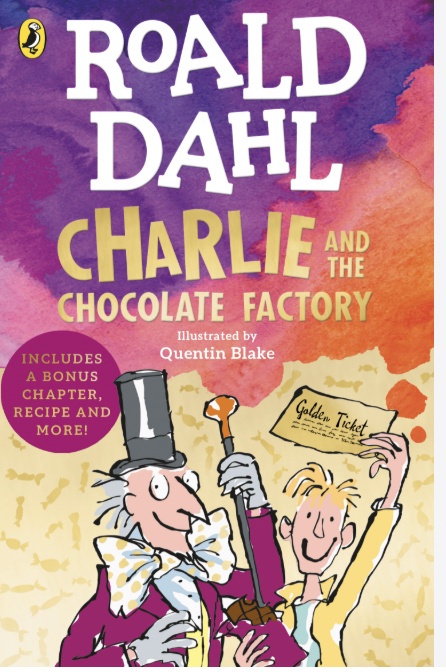 ROALD
DAHL
CHARLIE AND THE
CHOCOLATE FACTORY
Illustrated by
Quentin Blake
INCLUDES
A BONUS
CHAPTER,
RECIPE AND
MORE!
Golden Ticket